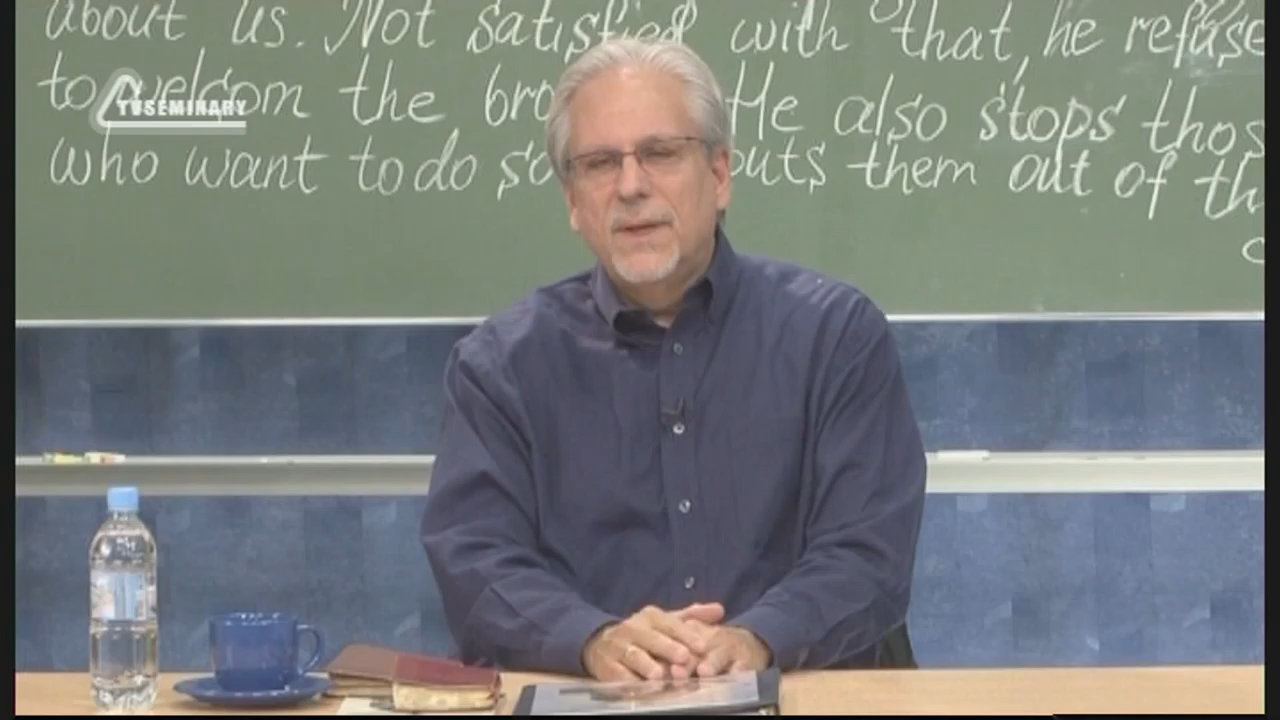 about us. Not satisfied with that, he refuse
to welcom the bro He also stops thos
who want to do so outs them out of th
c
TVSEMINARY